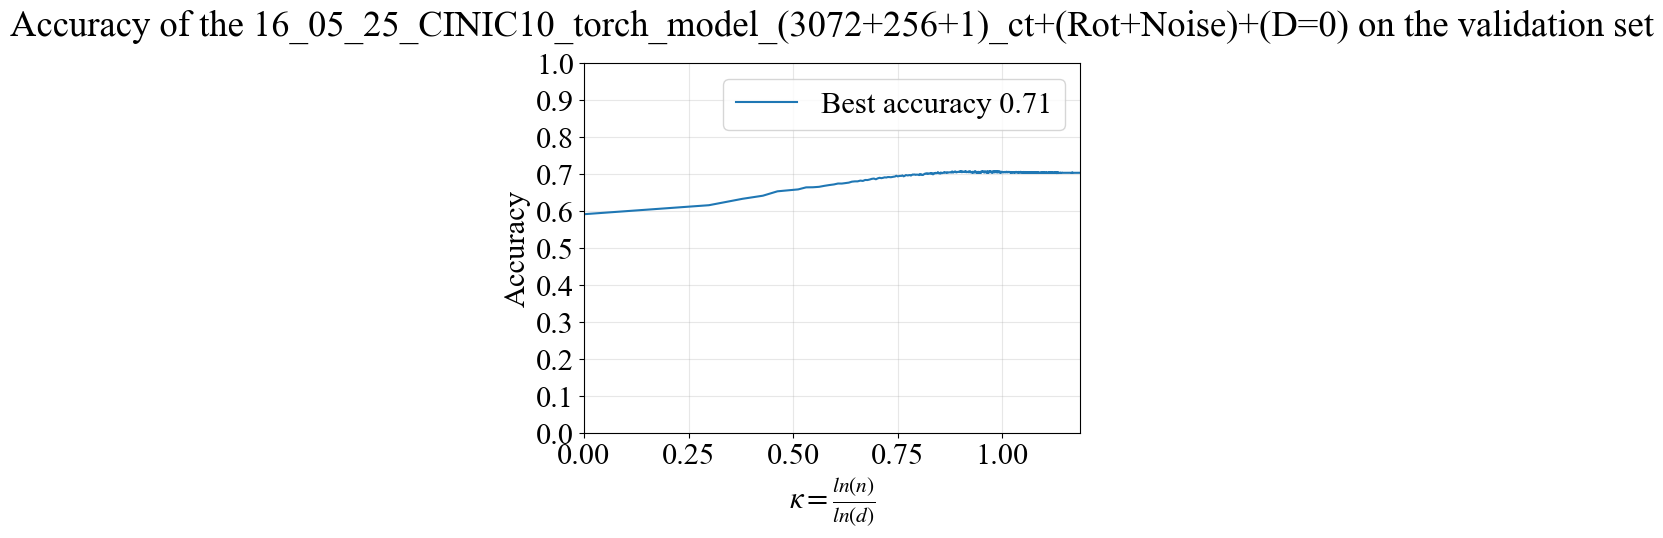 Accuracy of the 16_05_25_CINIC10_torch_model_(3072+256+1)_ct+(Rot+Noise)+(D=0) on the validation set
Best accuracy 0.71
Accuracy
1.0
0.9
0.8
0.7
0.6
0.5
0.4
0.3
0.2
0.1
0.0
0.00 0.25 0.50 0.75 1.00
κ = ln(n)/ln(d)